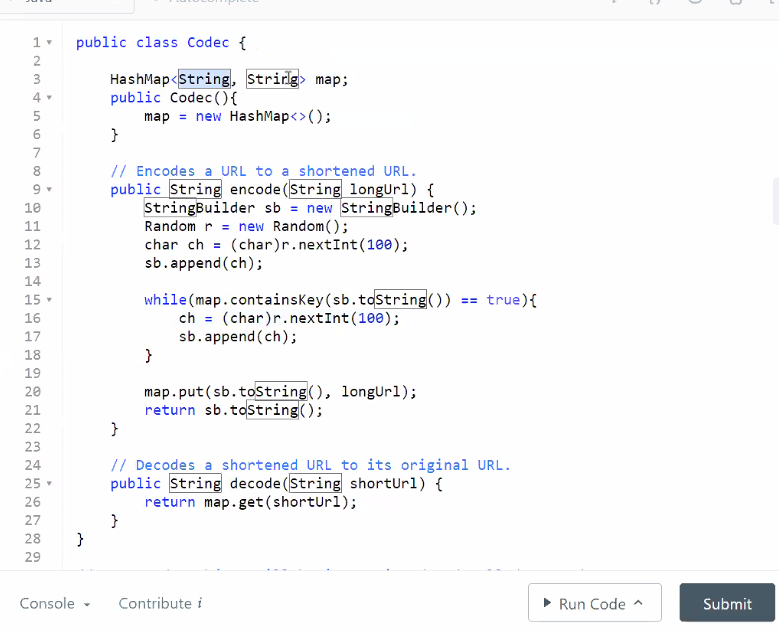 Java
Autocomplete
1 public class Codec {
2
3 HashMap<String, String> map;
4 public Codec(){
5 map = new HashMap<>();
6 }
7
8 // Encodes a URL to a shortened URL.
9 public String encode(String longUrl) {
10 StringBuilder sb = new StringBuilder();
11 Random r = new Random();
12 char ch = (char)r.nextInt(100);
13 sb.append(ch);
14
15 while(map.containsKey(sb.toString()) == true){
16 ch = (char)r.nextInt(100);
17 sb.append(ch);
18 }
19
20 map.put(sb.toString(), longUrl);
21 return sb.toString();
22 }
23
24 // Decodes a shortened URL to its original URL.
25 public String decode(String shortUrl) {
26 return map.get(shortUrl);
27 }
28 }
29
Console Contribute i Run Code Submit